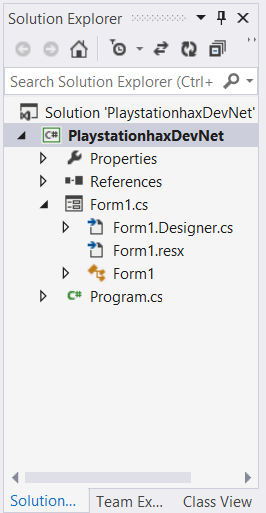 Solution Explorer
Search Solution Explorer (Ctrl+
Solution 'PlaystationhaxDevNet'
C# PlaystationhaxDevNet
Properties
References
Form1.cs
Form1.Designer.cs
Form1.resx
Form1
C# Program.cs
Solution... Team Ex... Class View